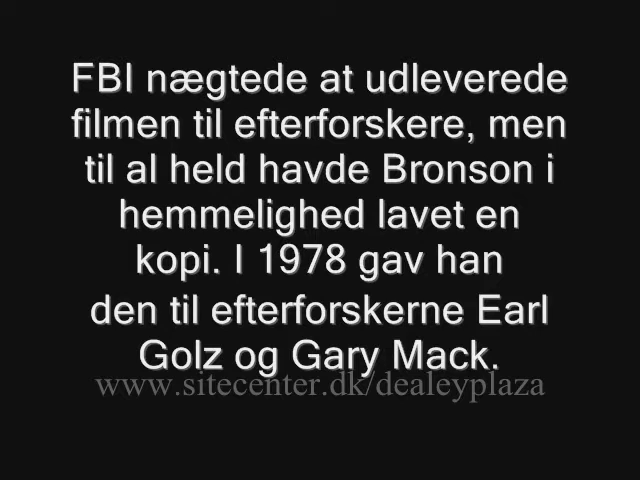 FBI nægtede at udleverede
filmen til efterforskere, men
til al held havde Bronson i
hemmelighed lavet en
kopi. I 1978 gav han
den til efterforskerne Earl
Golz og Gary Mack.
www.sitecenter.dk/dealeyplaza